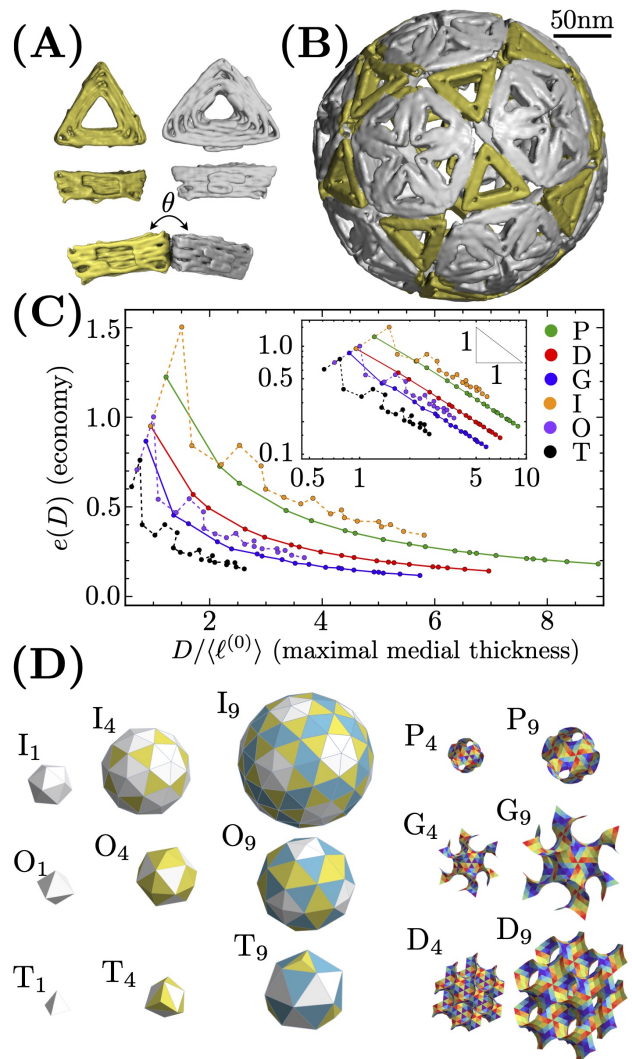 (A)
(B)
50nm
θ
(C)
1.5
1.0
0.5
0.0
e(D) (economy)
1.0
0.5
0.1
0.5
1
5
10
1
1
P
D
G
I
O
T
2
4
6
8
D/⟨ℓ⁽⁰⁾⟩ (maximal medial thickness)
(D)
I₁
I₄
I₉
P₄
P₉
O₁
O₄
O₉
G₄
G₉
T₁
T₄
T₉
D₄
D₉